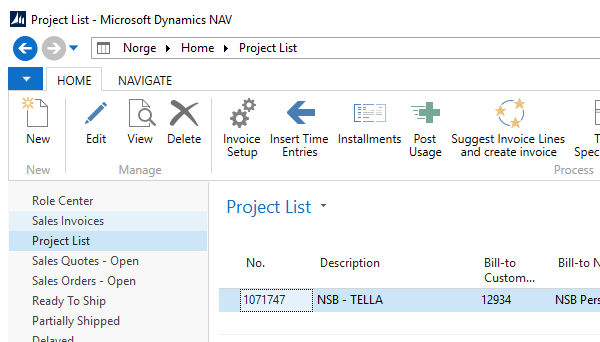 Project List - Microsoft Dynamics NAV
Norge Home Project List
HOME NAVIGATE
New Edit View Delete Invoice Setup Insert Time Entries Installments Post Usage Suggest Invoice Lines and create invoice
New Manage Process
Role Center
Sales Invoices
Project List
Sales Quotes - Open
Sales Orders - Open
Ready To Ship
Partially Shipped
Delayed
Project List
No. Description Bill-to Custom... Bill-to N
1071747 NSB - TELLA 12934 NSB Pers